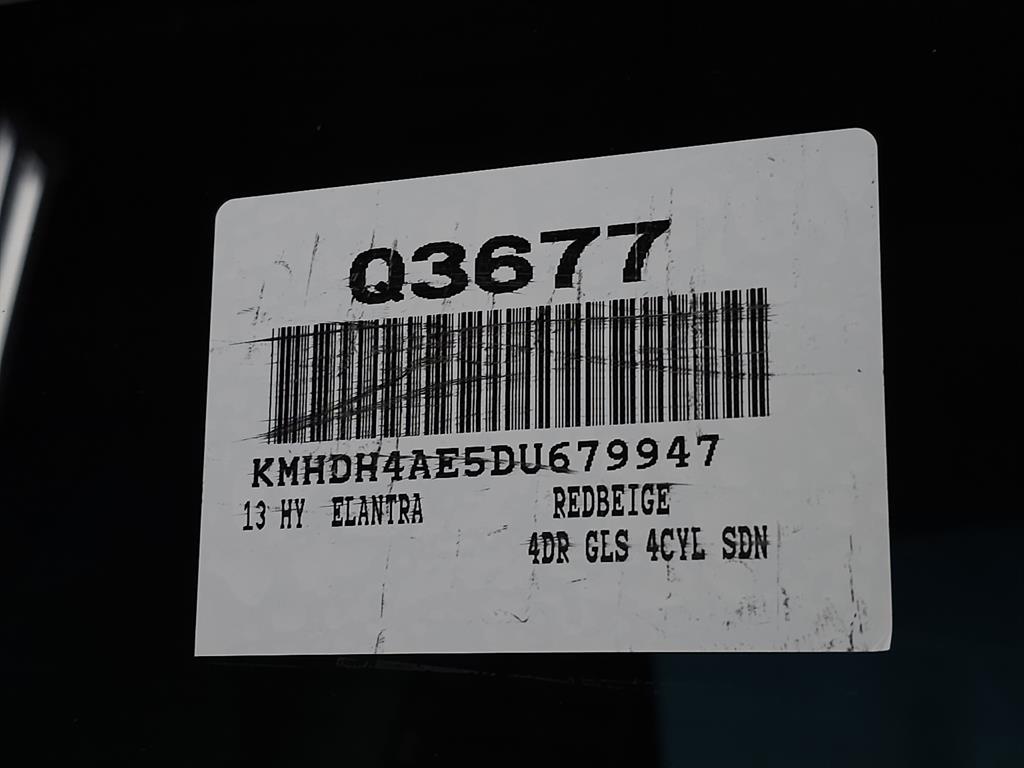 Q3677
KMHDH4AE5DU679947
13 HY ELANTRA REDBEIGE
4DR GLS 4CYL SDN